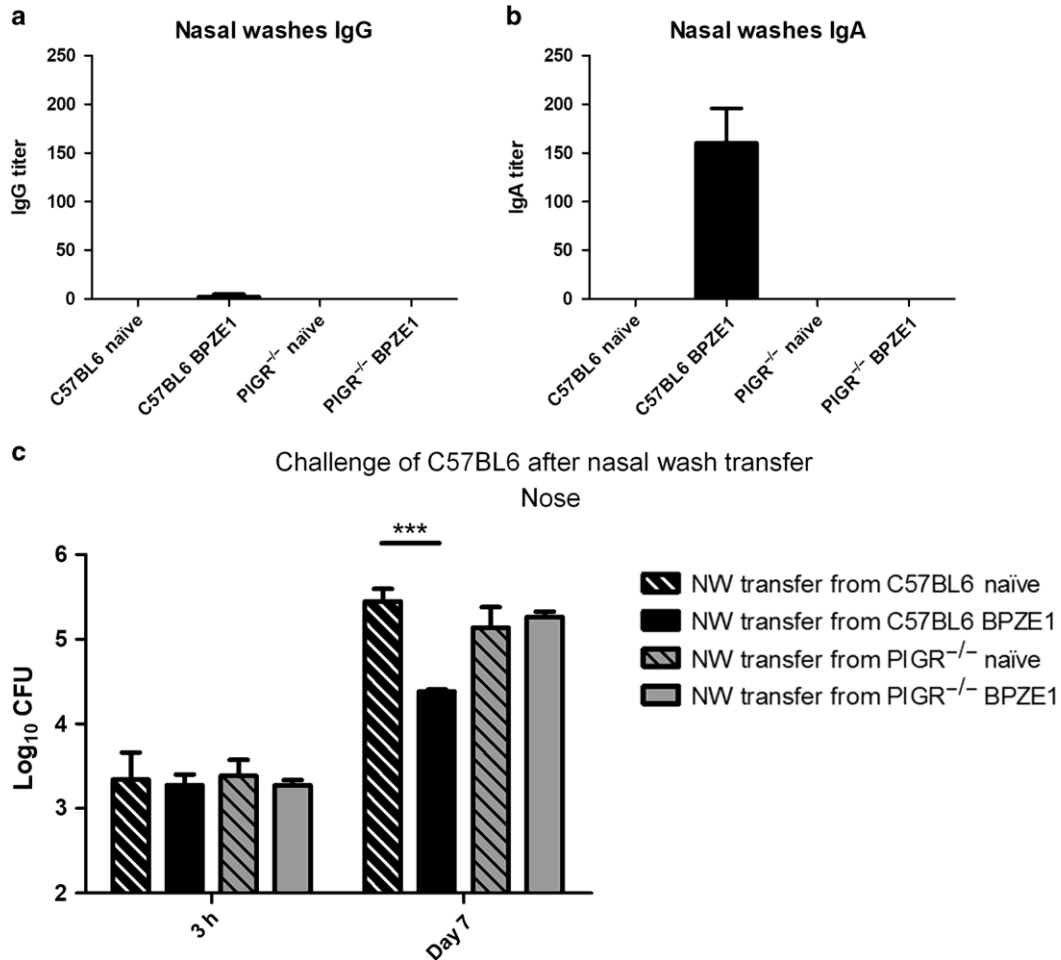 a
Nasal washes IgG
250
200
150
100
50
0
IgG titer
C57BL6 naïve
C57BL6 BPZE1
PIGR⁻/⁻ naïve
PIGR⁻/⁻ BPZE1
b
Nasal washes IgA
250
200
150
100
50
0
IgA titer
C57BL6 naïve
C57BL6 BPZE1
PIGR⁻/⁻ naïve
PIGR⁻/⁻ BPZE1
c
Challenge of C57BL6 after nasal wash transfer
Nose
***
6
5
4
3
2
Log₁₀ CFU
3 h
Day 7
NW transfer from C57BL6 naïve
NW transfer from C57BL6 BPZE1
NW transfer from PIGR⁻/⁻ naïve
NW transfer from PIGR⁻/⁻ BPZE1